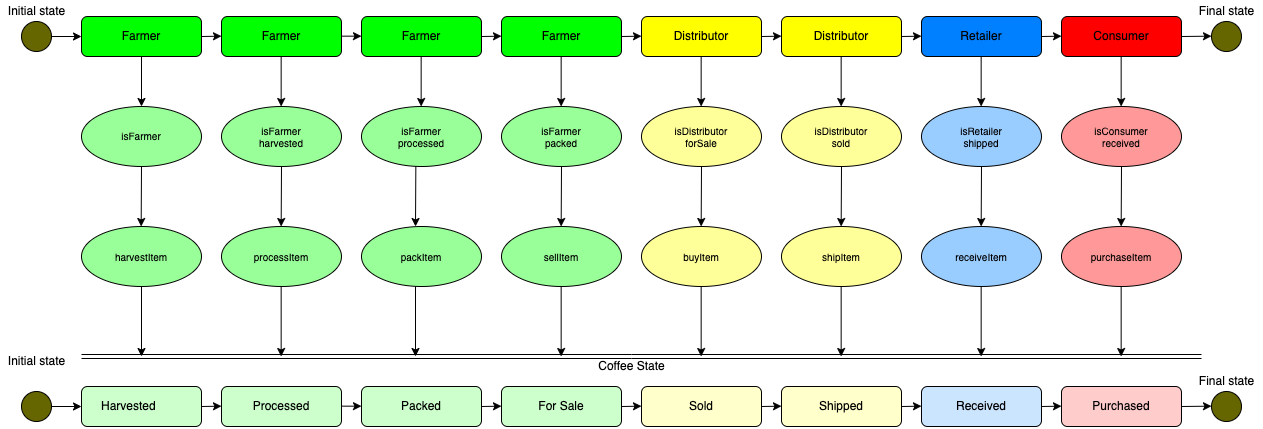 Initial state
Final state
Farmer
Farmer
Farmer
Farmer
Distributor
Distributor
Retailer
Consumer
isFarmer
isFarmer
harvested
isFarmer
processed
isFarmer
packed
isDistributor
forSale
isDistributor
sold
isRetailer
shipped
isConsumer
received
harvestItem
processItem
packItem
sellItem
buyItem
shipItem
receiveItem
purchaseItem
Initial state
Coffee State
Final state
Harvested
Processed
Packed
For Sale
Sold
Shipped
Received
Purchased